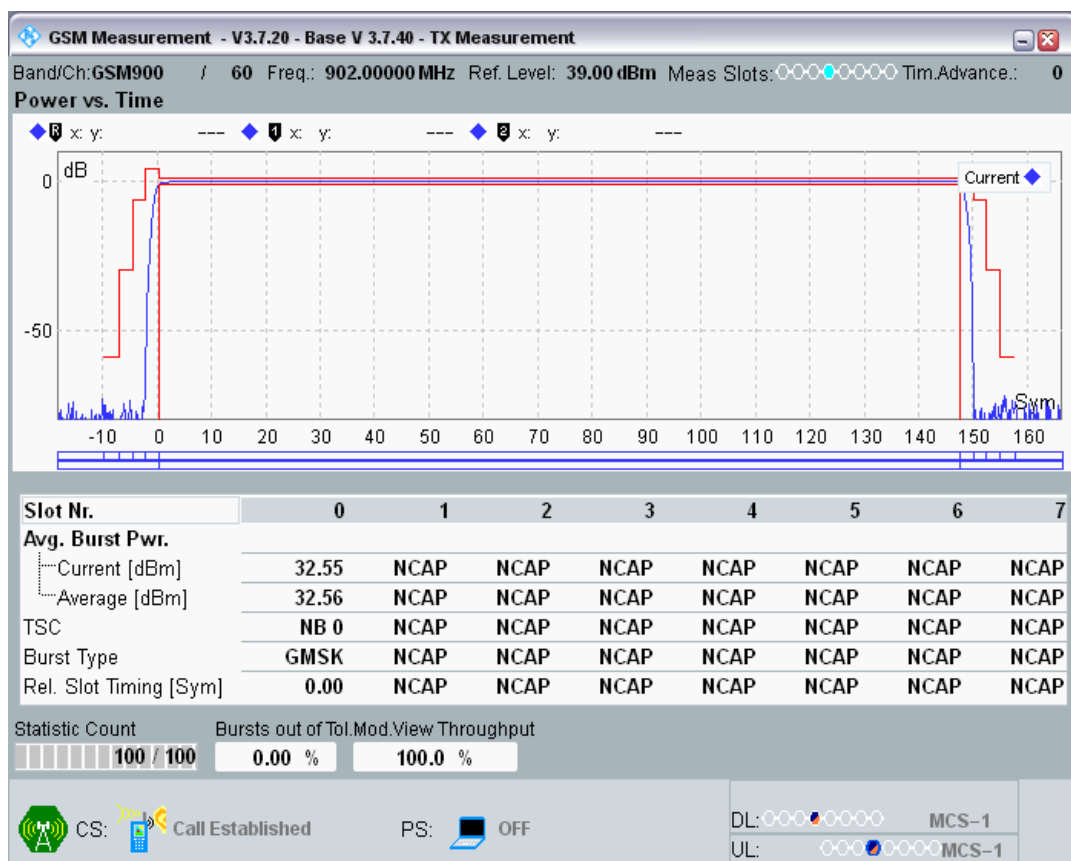 GSM Measurement - V3.7.20 - Base V 3.7.40 - TX Measurement
Band/Ch:GSM900 / 60 Freq.: 902.00000 MHz Ref. Level: 39.00 dBm Meas Slots: Tim.Advance.: 0
Power vs. Time
R x: y: --- 1 x: y: --- 2 x: y: ---
dB
Current
0
-50
Sym
-10 0 10 20 30 40 50 60 70 80 90 100 110 120 130 140 150 160
Slot Nr. 0 1 2 3 4 5 6 7
Avg. Burst Pwr.
Current [dBm] 32.55 NCAP NCAP NCAP NCAP NCAP NCAP NCAP
Average [dBm] 32.56 NCAP NCAP NCAP NCAP NCAP NCAP NCAP
TSC NB 0 NCAP NCAP NCAP NCAP NCAP NCAP NCAP
Burst Type GMSK NCAP NCAP NCAP NCAP NCAP NCAP NCAP
Rel. Slot Timing [Sym] 0.00 NCAP NCAP NCAP NCAP NCAP NCAP NCAP
Statistic Count Bursts out of Tol.Mod.View Throughput
100 / 100 0.00 % 100.0 %
CS: Call Established PS: OFF
DL: MCS-1
UL: MCS-1